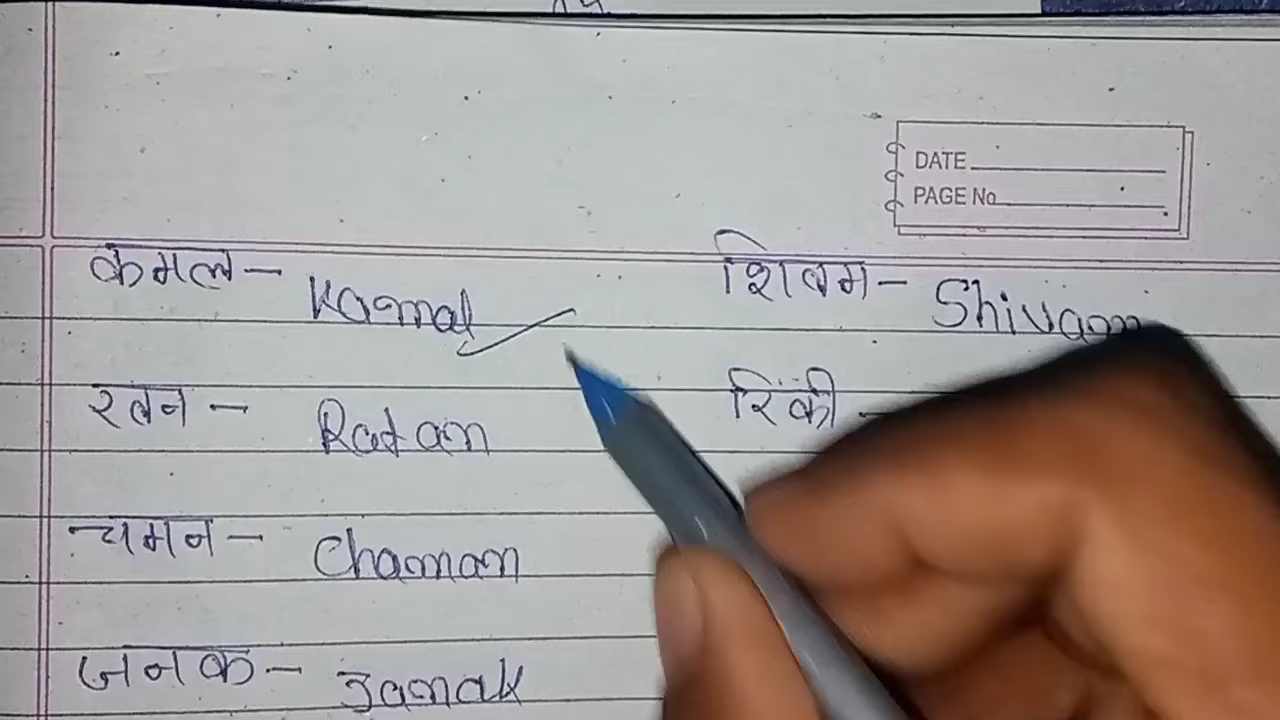 DATE
PAGE No
कमल - Kamal
शिवम - Shivam
रतन - Ratan
रिंकी -
चमन - Chaman
जनक - Janak